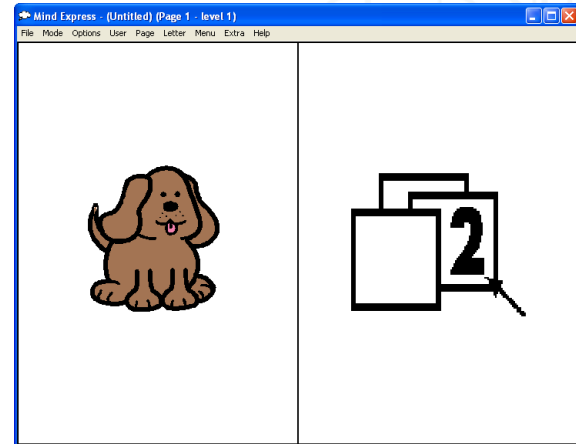 Mind Express - (Untitled) (Page 1 - level 1)
File Mode Options User Page Letter Menu Extra Help
2